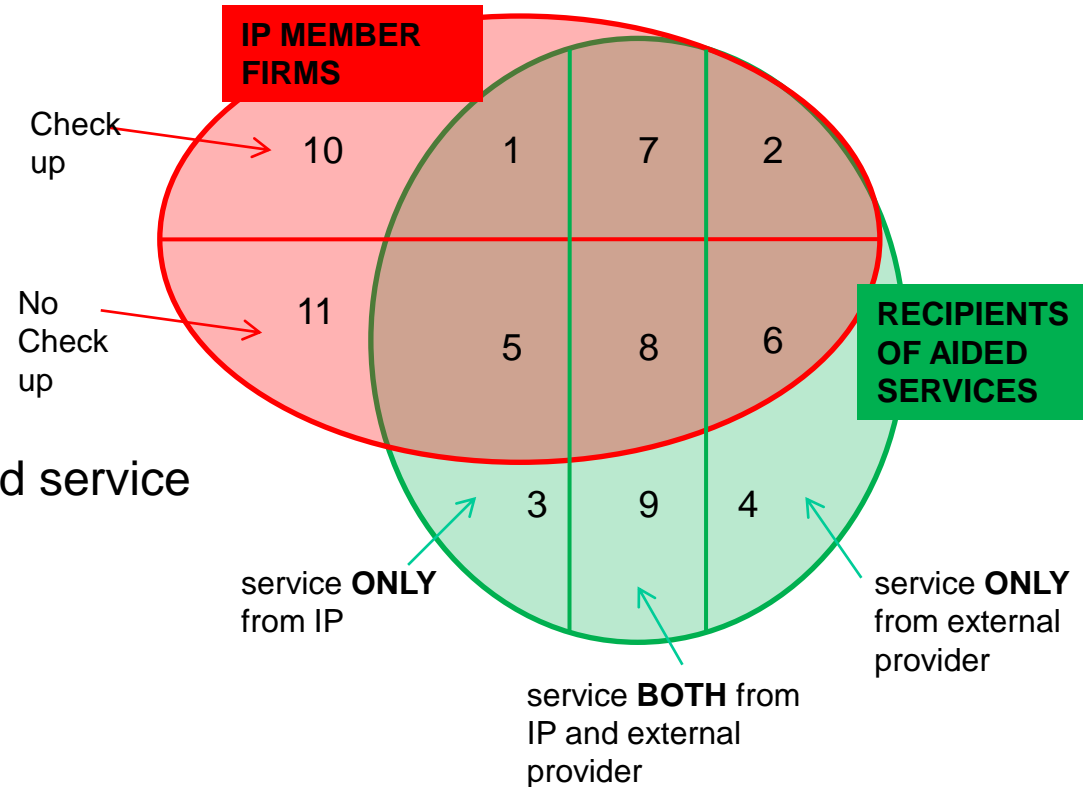 IP MEMBER
FIRMS
Check
up
10
1
7
2
No
Check
up
11
5
8
6
RECIPIENTS
OF AIDED
SERVICES
d service
3
9
4
service ONLY
from IP
service ONLY
from external
provider
service BOTH from
IP and external
provider